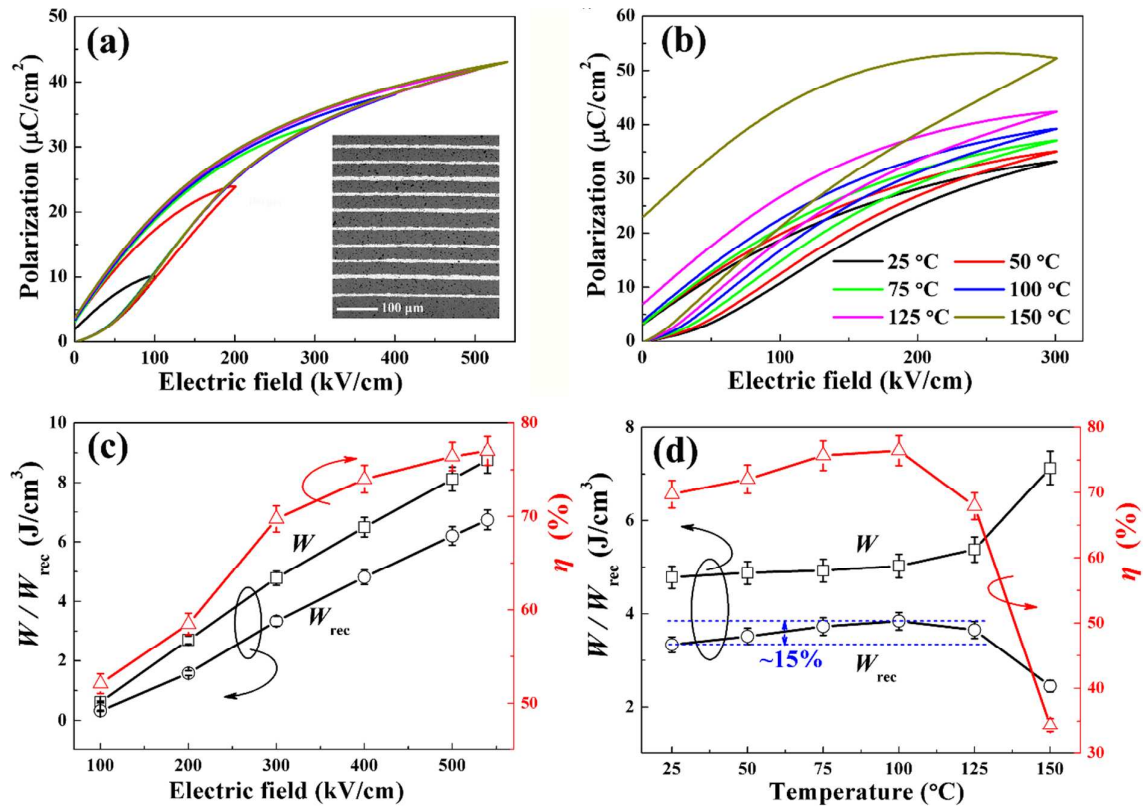 (a)
Polarization (μC/cm²)
50
40
30
20
10
0
0 100 200 300 400 500
Electric field (kV/cm)
100 μm
(b)
Polarization (μC/cm²)
60
50
40
30
20
10
0
0 100 200 300
Electric field (kV/cm)
25 °C 50 °C
75 °C 100 °C
125 °C 150 °C
(c)
W / Wrec (J/cm³)
10
8
6
4
2
0
100 200 300 400 500
Electric field (kV/cm)
80
70
60
50
η (%)
W
Wrec
(d)
W / Wrec (J/cm³)
8
6
4
2
25 50 75 100 125 150
Temperature (°C)
80
70
60
50
40
30
η (%)
W
~15%
Wrec